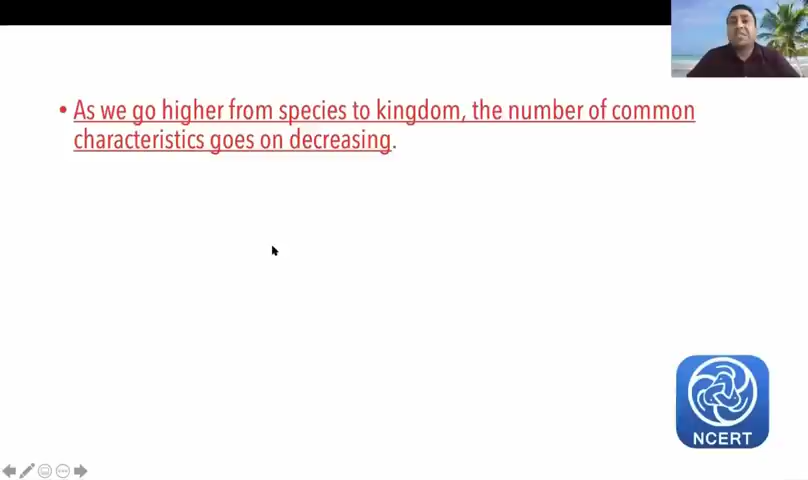 • As we go higher from species to kingdom, the number of common
characteristics goes on decreasing.
NCERT